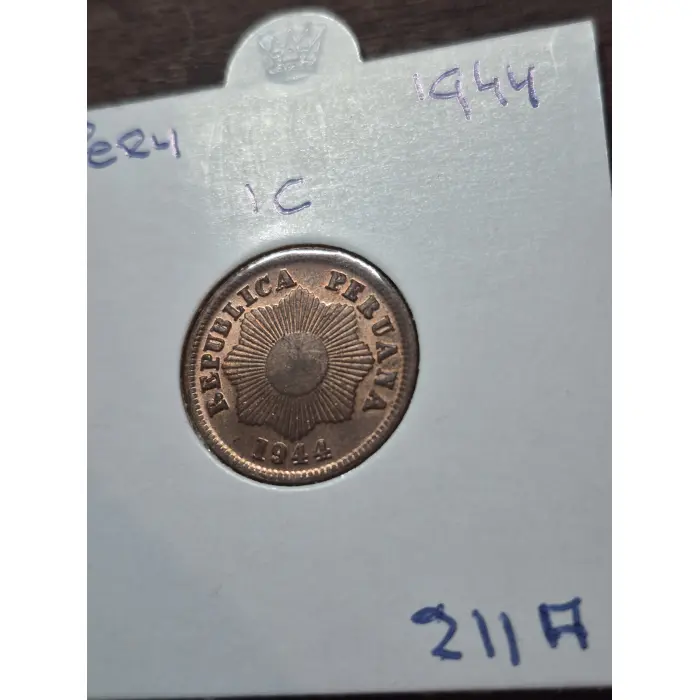 Peru
1944
1C
REPUBLICA PERUANA
1944
211A